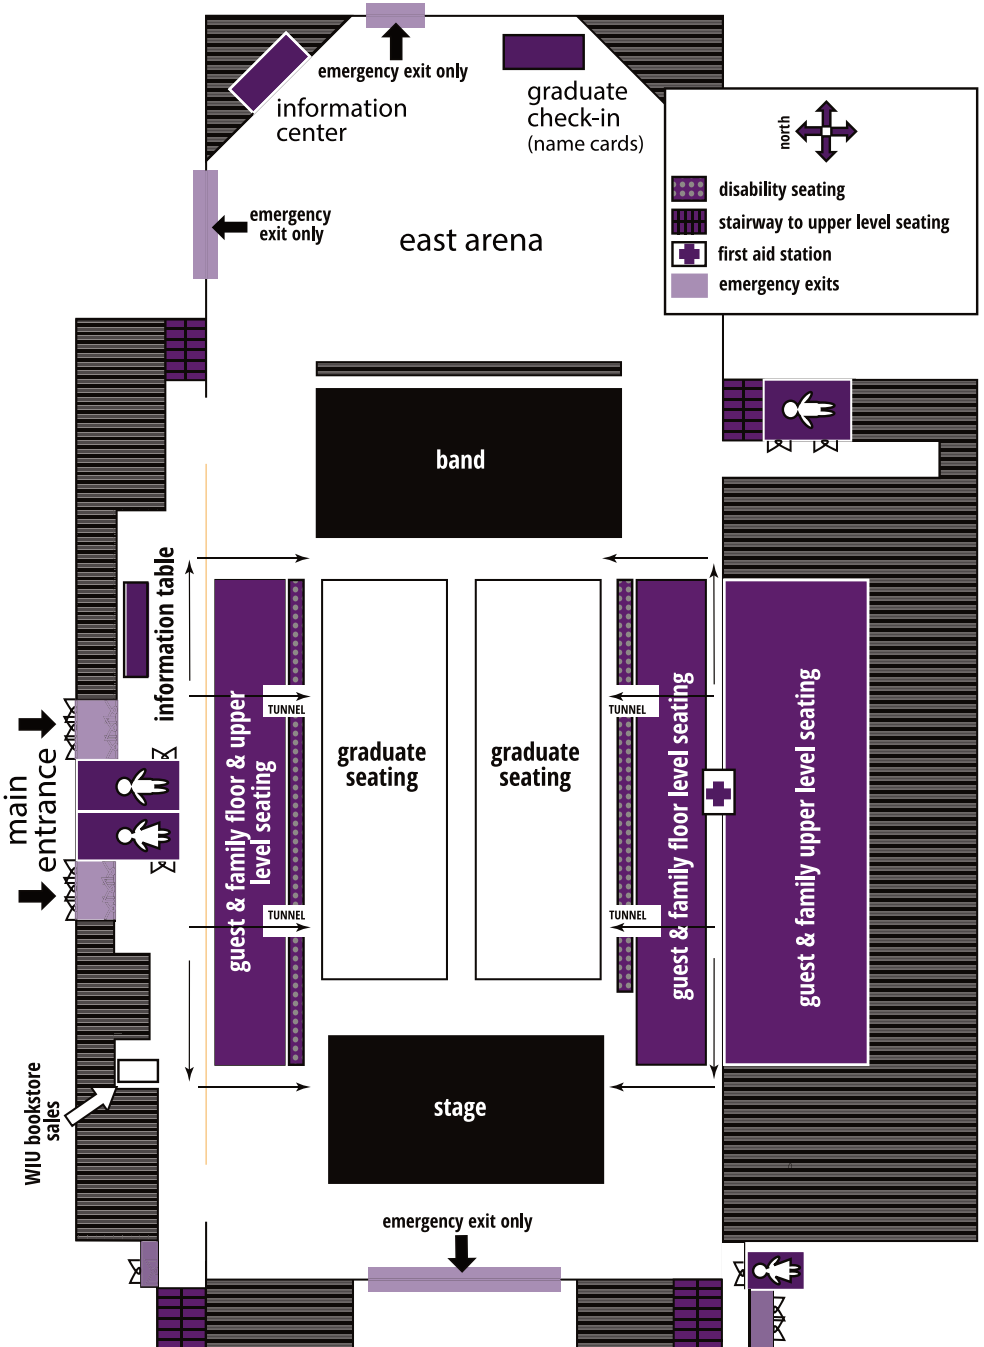 emergency exit only
information
center
graduate
check-in
(name cards)
north
disability seating
stairway to upper level seating
first aid station
emergency exits
emergency
exit only
east arena
band
information table
guest & family floor & upper
level seating
TUNNEL
TUNNEL
graduate
seating
graduate
seating
TUNNEL
TUNNEL
guest & family floor level seating
guest & family upper level seating
main
entrance
stage
WIU bookstore
sales
emergency exit only